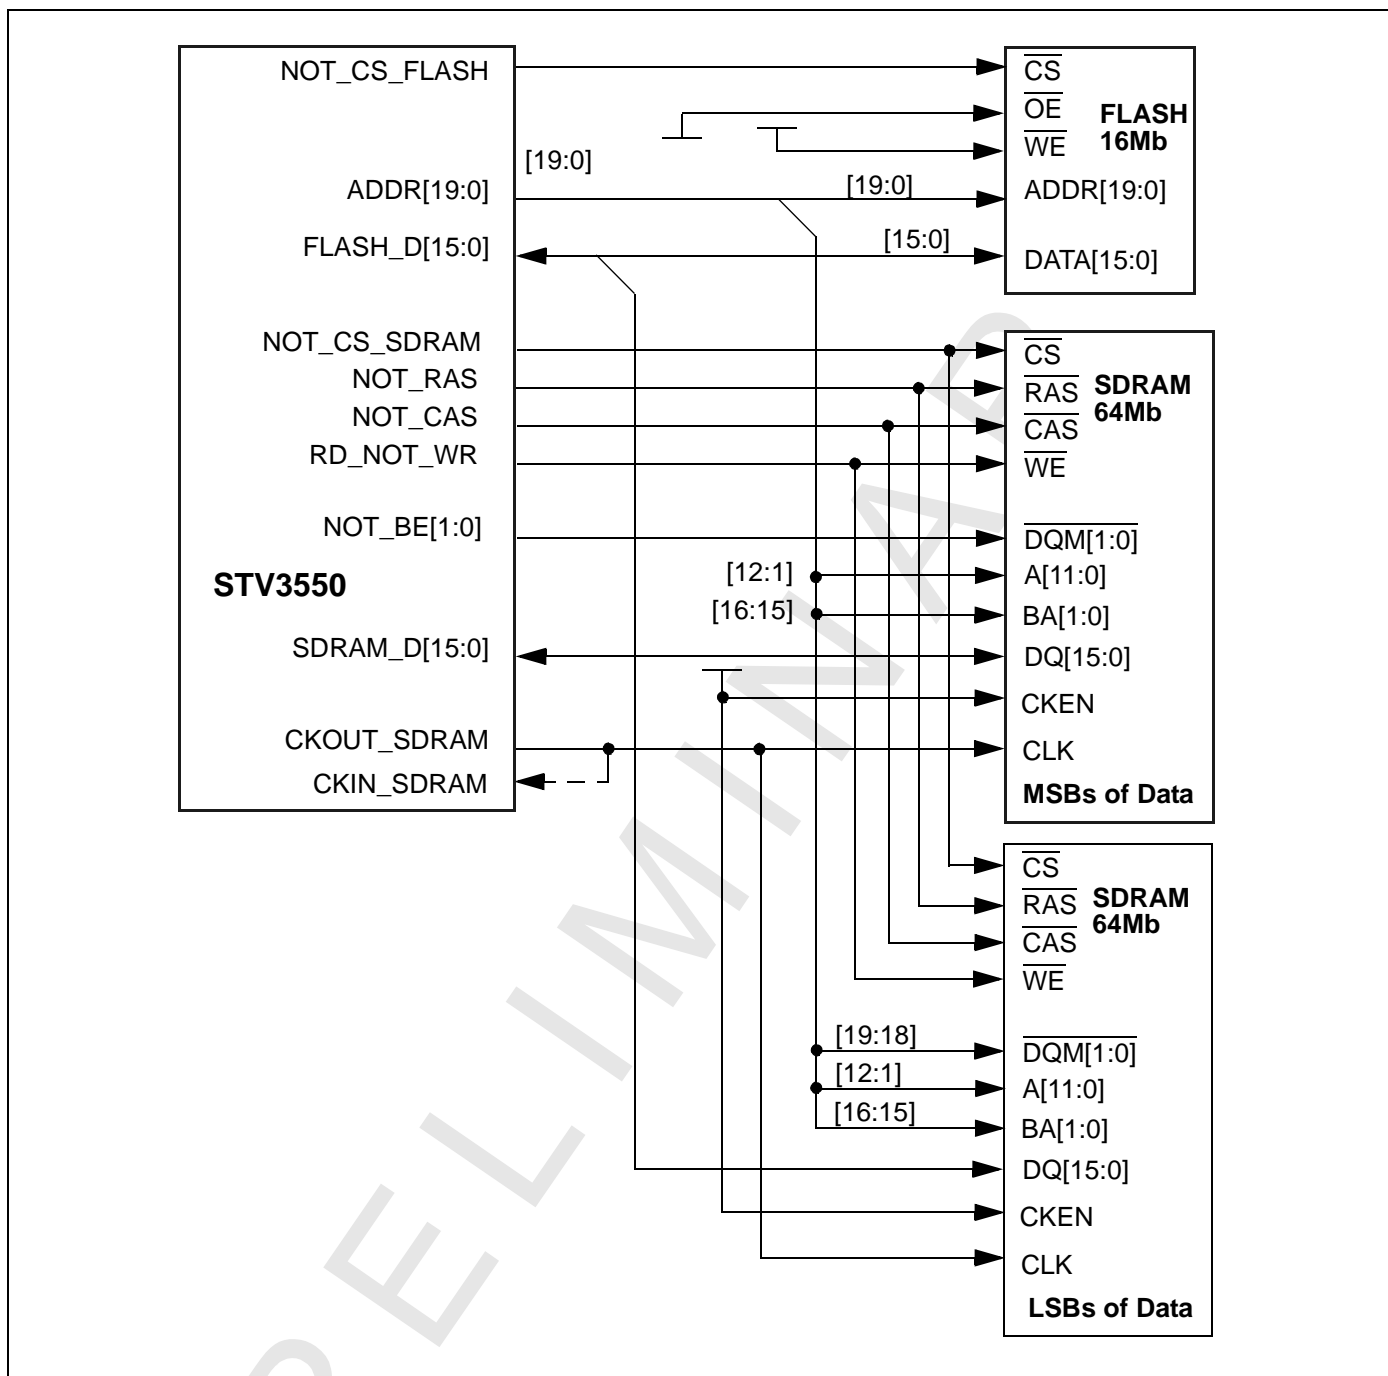 NOT_CS_FLASH
[19:0]
ADDR[19:0]
FLASH_D[15:0]
NOT_CS_SDRAM
NOT_RAS
NOT_CAS
RD_NOT_WR
NOT_BE[1:0]
STV3550
SDRAM_D[15:0]
CKOUT_SDRAM
CKIN_SDRAM
[19:0]
[15:0]
[12:1]
[16:15]
CS
OE
FLASH
16Mb
WE
ADDR[19:0]
DATA[15:0]
CS
RAS
SDRAM
64Mb
CAS
WE
DQM[1:0]
A[11:0]
BA[1:0]
DQ[15:0]
CKEN
CLK
MSBs of Data
CS
RAS
SDRAM
64Mb
CAS
WE
[19:18]
DQM[1:0]
[12:1]
A[11:0]
[16:15]
BA[1:0]
DQ[15:0]
CKEN
CLK
LSBs of Data